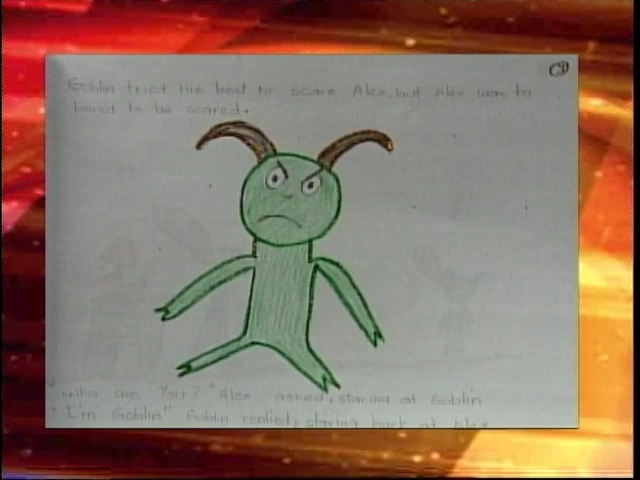 Goblin tried his best to scare Alex, but Alex was to
bored to be scared.
"Who are You?" Alex asked, staring at Goblin
"I'm Goblin" Goblin replied, staring back at Alex